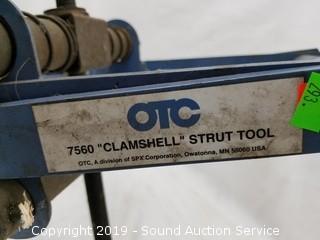 293.
OTC
7560 "CLAMSHELL" STRUT TOOL
OTC, A division of SPX Corporation, Owatonna, MN 55060 USA
Copyright 2019 - Sound Auction Service